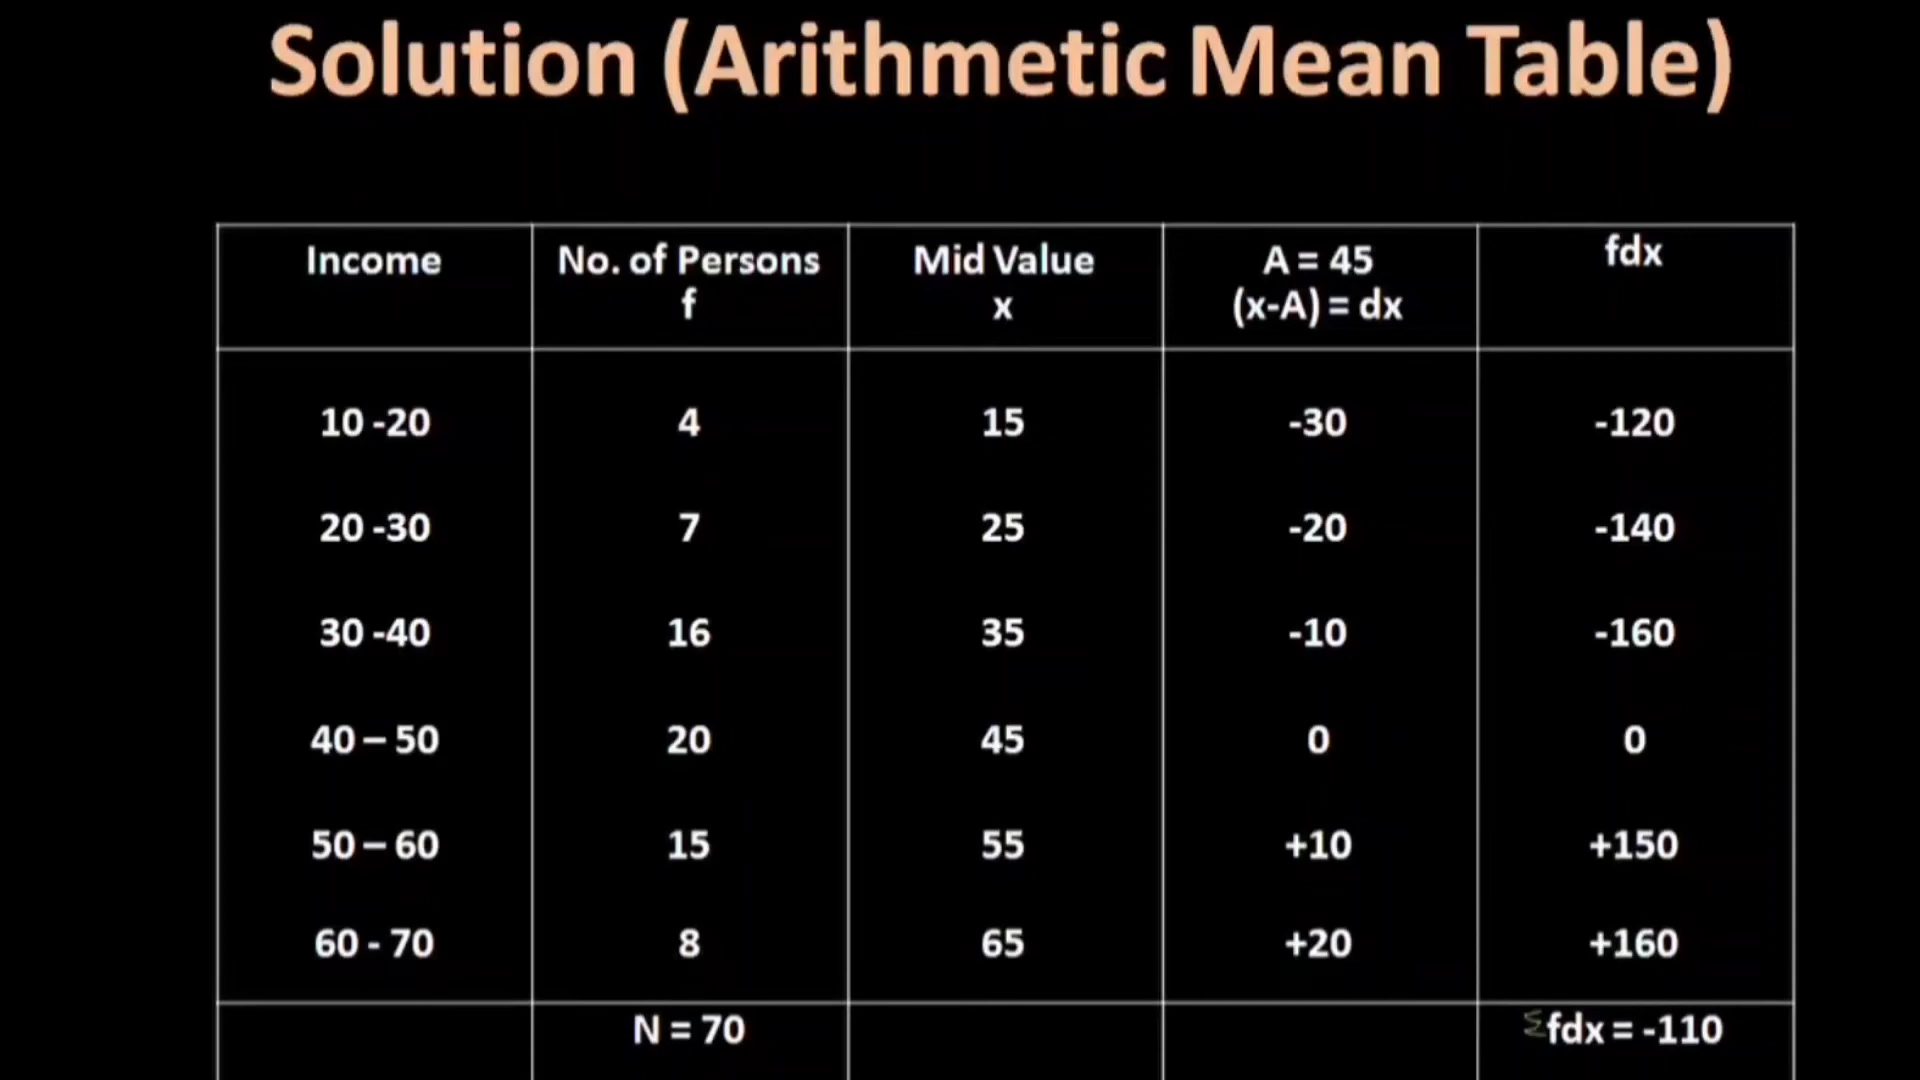 Solution (Arithmetic Mean Table)
Income No. of Persons Mid Value A = 45 fdx
f x (x-A) = dx
10 -20 4 15 -30 -120
20 -30 7 25 -20 -140
30 -40 16 35 -10 -160
40 – 50 20 45 0 0
50 – 60 15 55 +10 +150
60 - 70 8 65 +20 +160
N = 70 Σfdx = -110